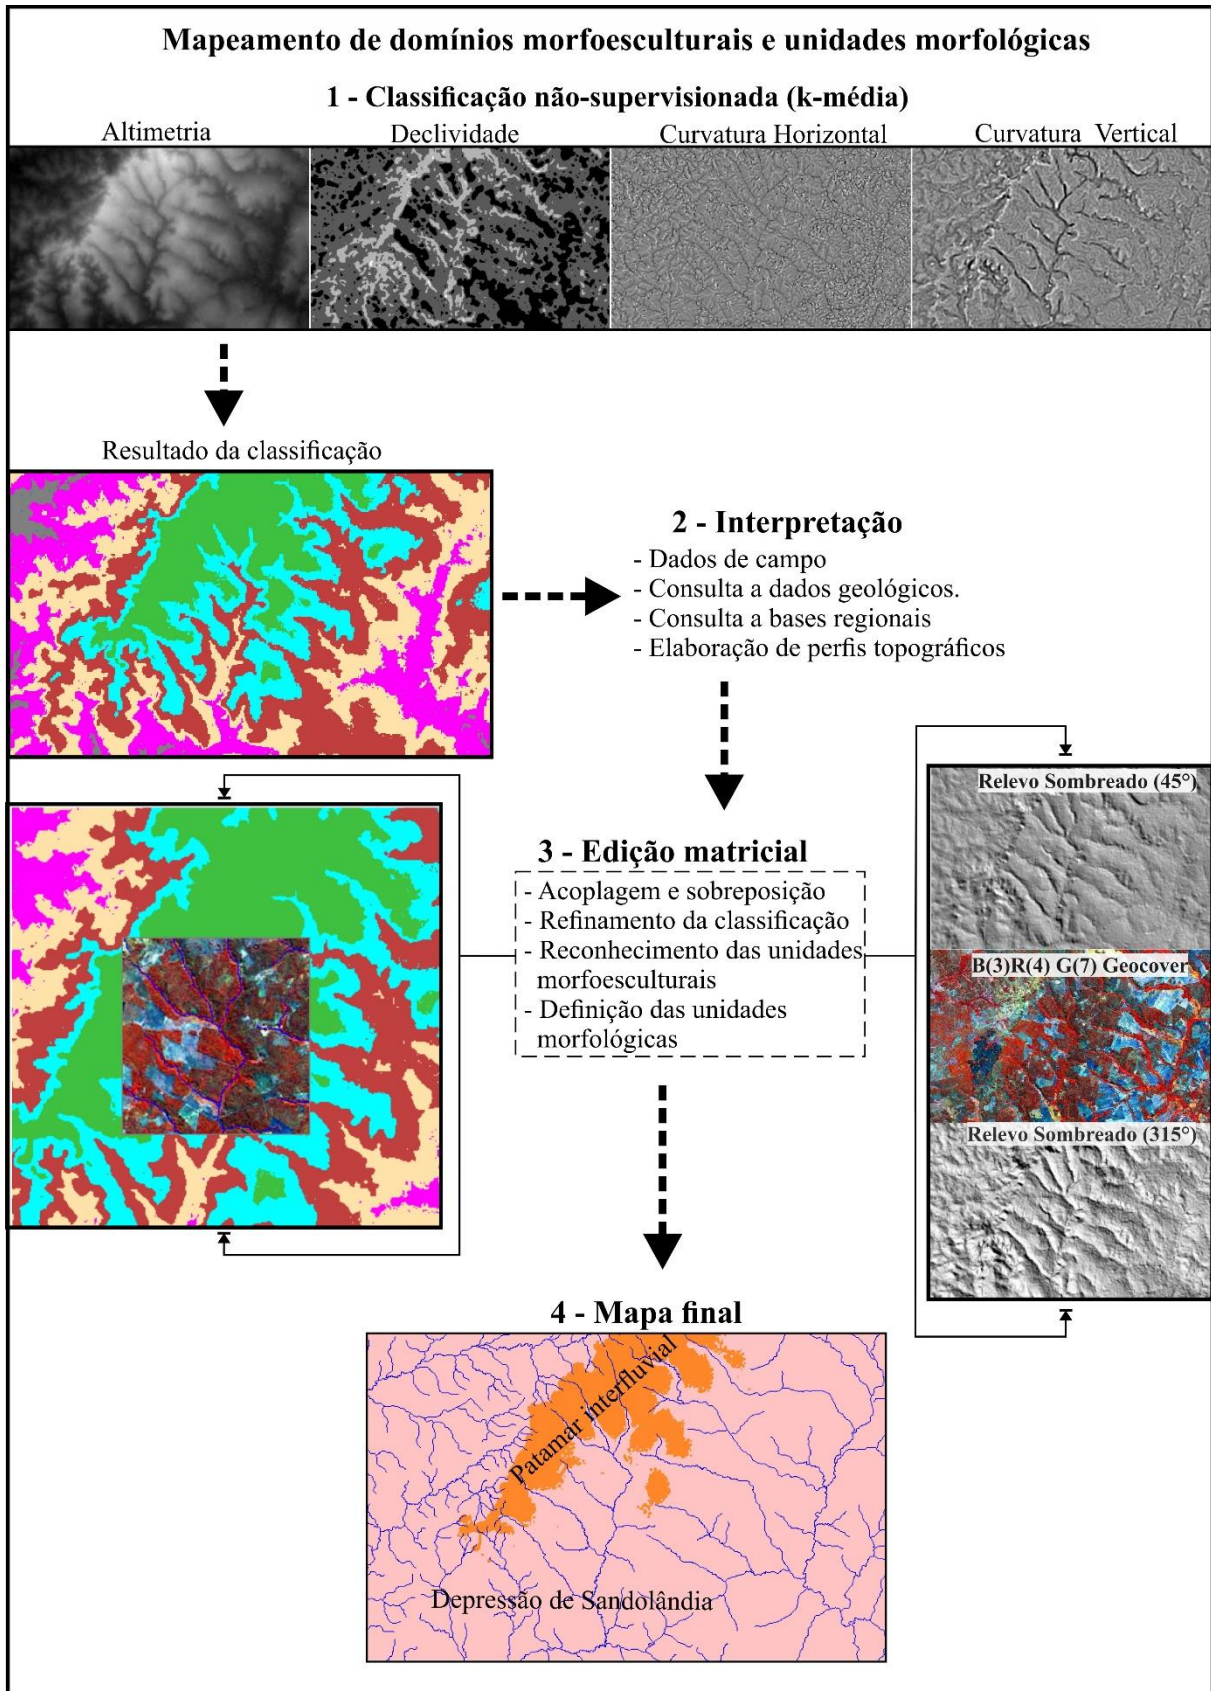 Mapeamento de domínios morfoesculturais e unidades morfológicas
1 - Classificação não-supervisionada (k-média)
Altimetria
Declividade
Curvatura Horizontal
Curvatura Vertical
Resultado da classificação
2 - Interpretação
- Dados de campo
- Consulta a dados geológicos.
- Consulta a bases regionais
- Elaboração de perfis topográficos
3 - Edição matricial
- Acoplagem e sobreposição
- Refinamento da classificação
- Reconhecimento das unidades
morfoesculturais
- Definição das unidades
morfológicas
Relevo Sombreado (45°)
B(3)R(4) G(7) Geocover
Relevo Sombreado (315°)
4 - Mapa final
Patamar interfluvial
Depressão de Sandolândia